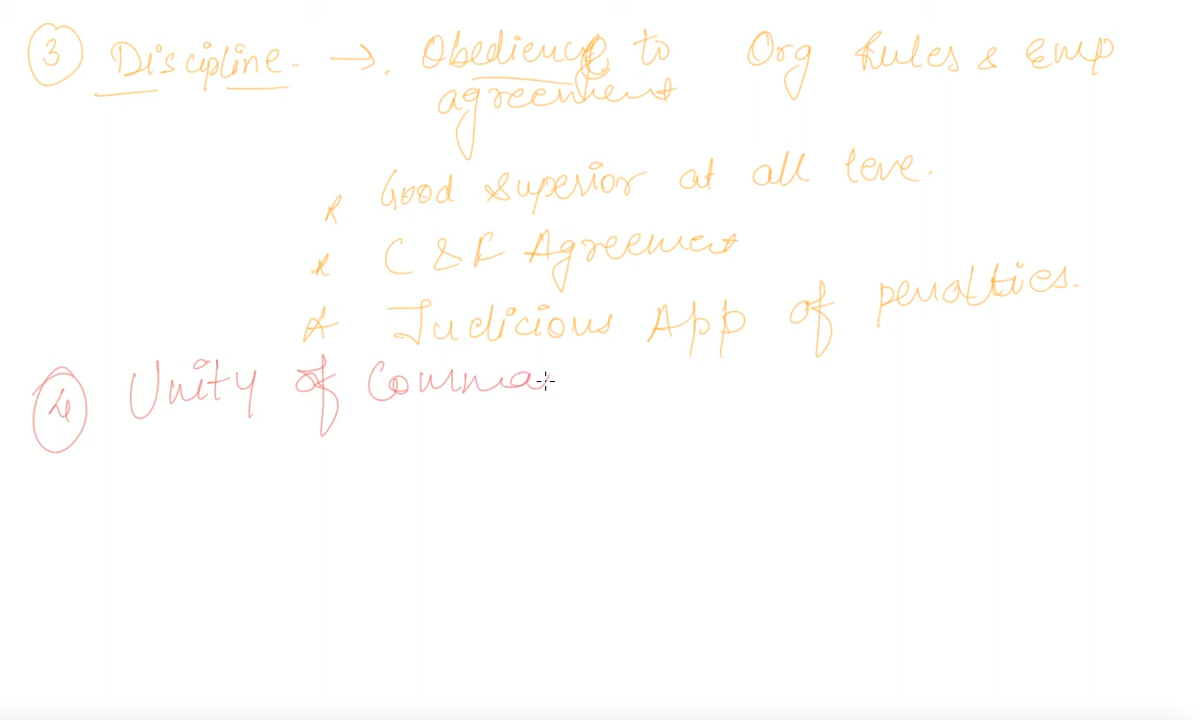 3 Discipline → Obedience to Org Rules & Emp
agreement
Good superior at all leve.
C & F Agreement
Judicious App of penalties.
4 Unity of Comma